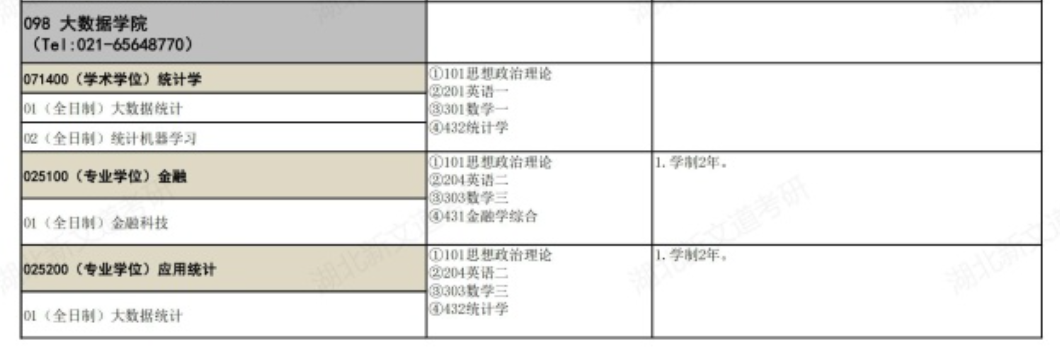 098 大数据学院
（Tel:021-65648770）
071400（学术学位）统计学
01（全日制）大数据统计
02（全日制）统计机器学习
①101思想政治理论
②201英语一
③301数学一
④432统计学
025100（专业学位）金融
01（全日制）金融科技
①101思想政治理论
②204英语二
③303数学三
④431金融学综合
1.学制2年。
025200（专业学位）应用统计
01（全日制）大数据统计
①101思想政治理论
②204英语二
③303数学三
④432统计学
1.学制2年。
湖北新文道考研